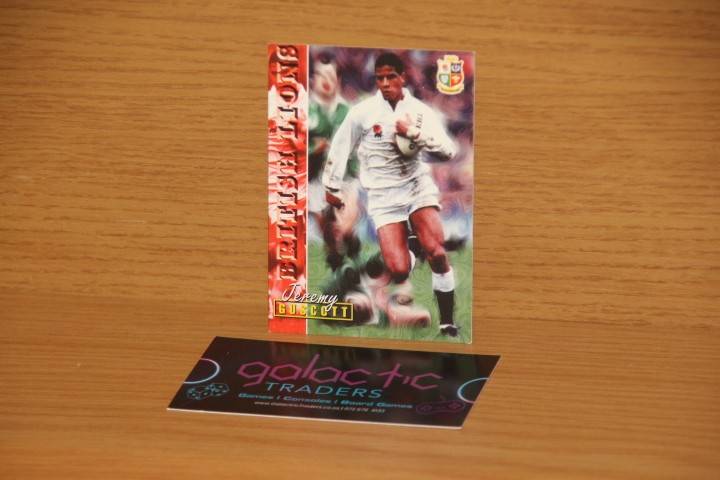 BRITISH LIONS
Jeremy
GUSCOTT
galactic
TRADERS
Games | Consoles | Board Games